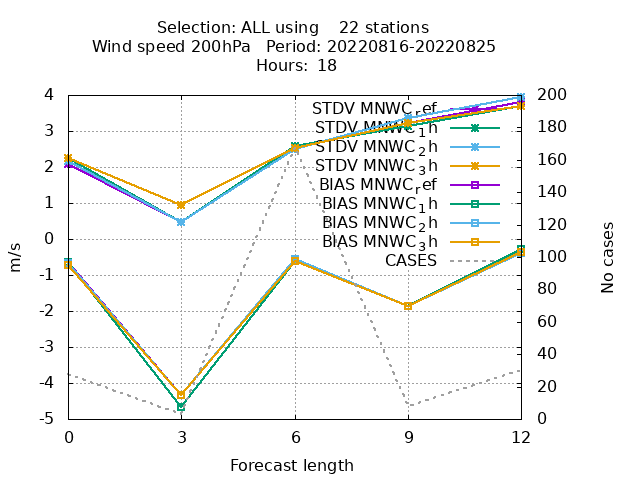 Selection: ALL using 22 stations
Wind speed 200hPa Period: 20220816-20220825
Hours: 18
STDV MNWC_ref
STDV MNWC_1h
STDV MNWC_2h
STDV MNWC_3h
BIAS MNWC_ref
BIAS MNWC_1h
BIAS MNWC_2h
BIAS MNWC_3h
CASES
4
3
2
1
0
-1
-2
-3
-4
-5
m/s
200
180
160
140
120
100
80
60
40
20
0
No cases
0 3 6 9 12
Forecast length